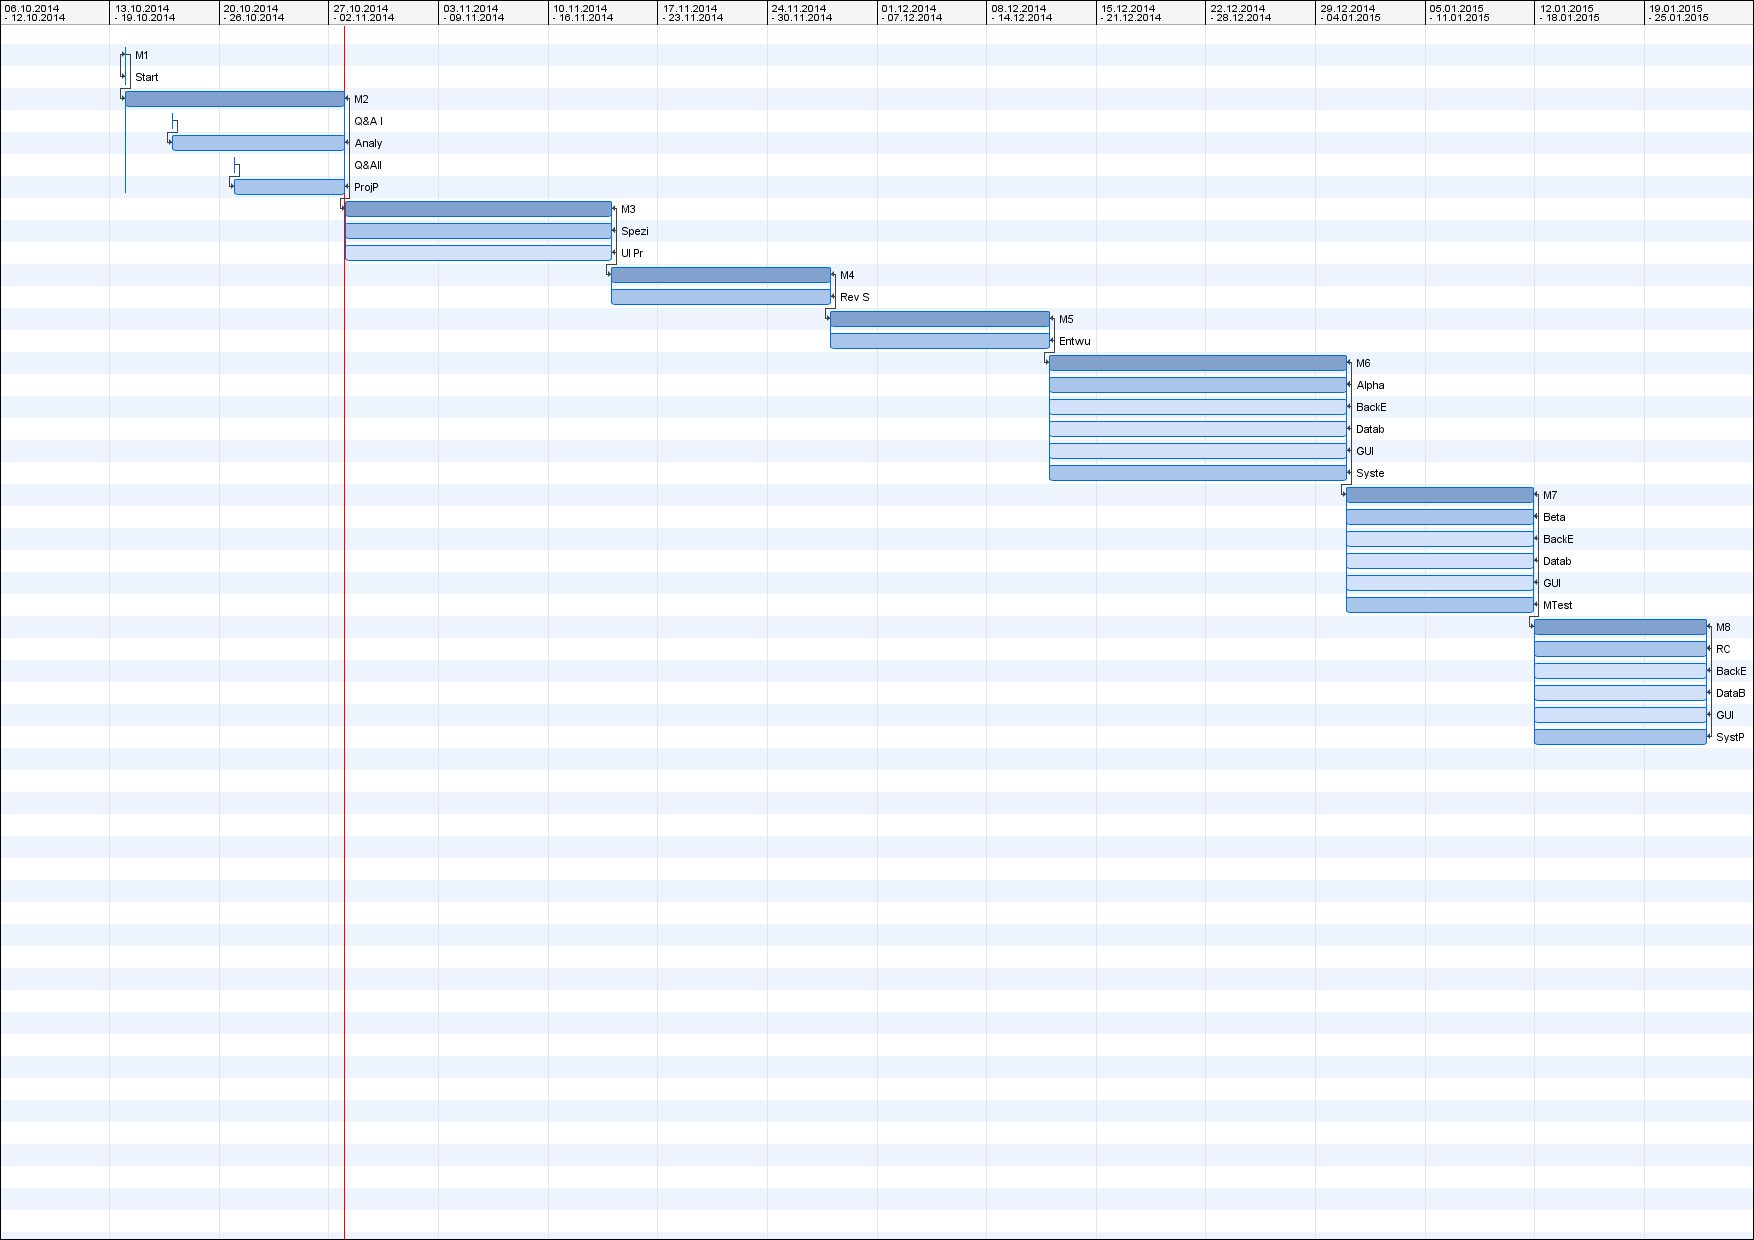 06.10.2014
- 12.10.2014
13.10.2014
- 19.10.2014
20.10.2014
- 26.10.2014
27.10.2014
- 02.11.2014
03.11.2014
- 09.11.2014
10.11.2014
- 16.11.2014
17.11.2014
- 23.11.2014
24.11.2014
- 30.11.2014
01.12.2014
- 07.12.2014
08.12.2014
- 14.12.2014
15.12.2014
- 21.12.2014
22.12.2014
- 28.12.2014
29.12.2014
- 04.01.2015
05.01.2015
- 11.01.2015
12.01.2015
- 18.01.2015
19.01.2015
- 25.01.2015
M1
Start
M2
Q&A I
Analy
Q&AII
ProjP
M3
Spezi
UI Pr
M4
Rev S
M5
Entwu
M6
Alpha
BackE
Datab
GUI
Syste
M7
Beta
BackE
Datab
GUI
MTest
M8
RC
BackE
DataB
GUI
SystP